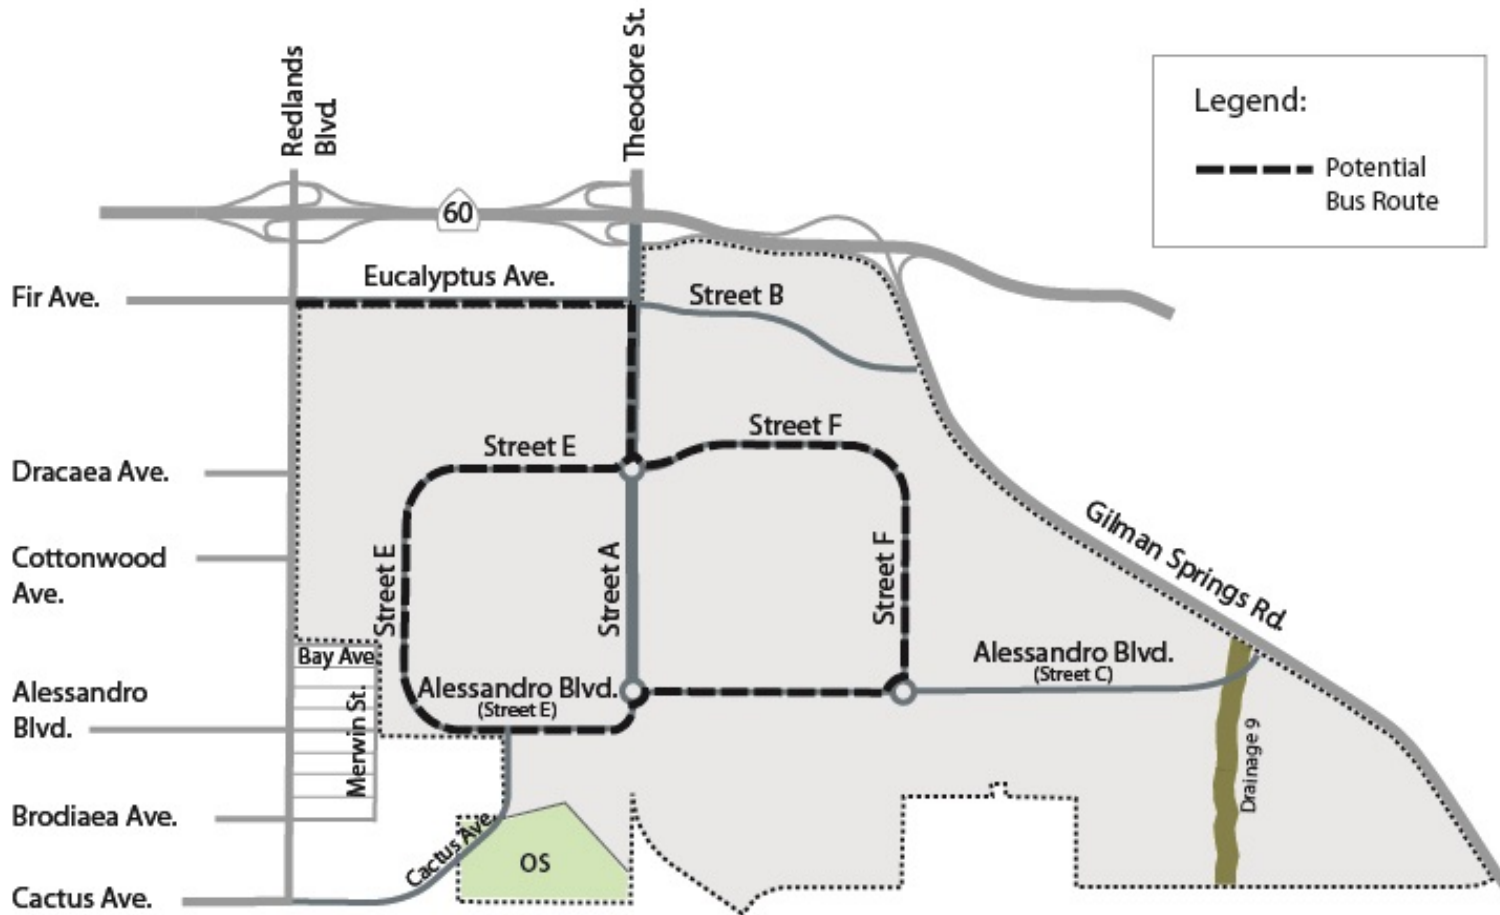 Redlands
Blvd.
Theodore St.
Legend:
Potential
Bus Route
60
Eucalyptus Ave.
Fir Ave.
Street B
Street F
Street E
Dracaea Ave.
Cottonwood
Ave.
Street E
Street A
Street F
Gilman Springs Rd.
Bay Ave
Alessandro Blvd.
(Street C)
Alessandro
Blvd.
Merwin St.
Alessandro Blvd.
(Street E)
Drainage 9
Brodiaea Ave.
Cactus Ave.
OS
Cactus Ave.